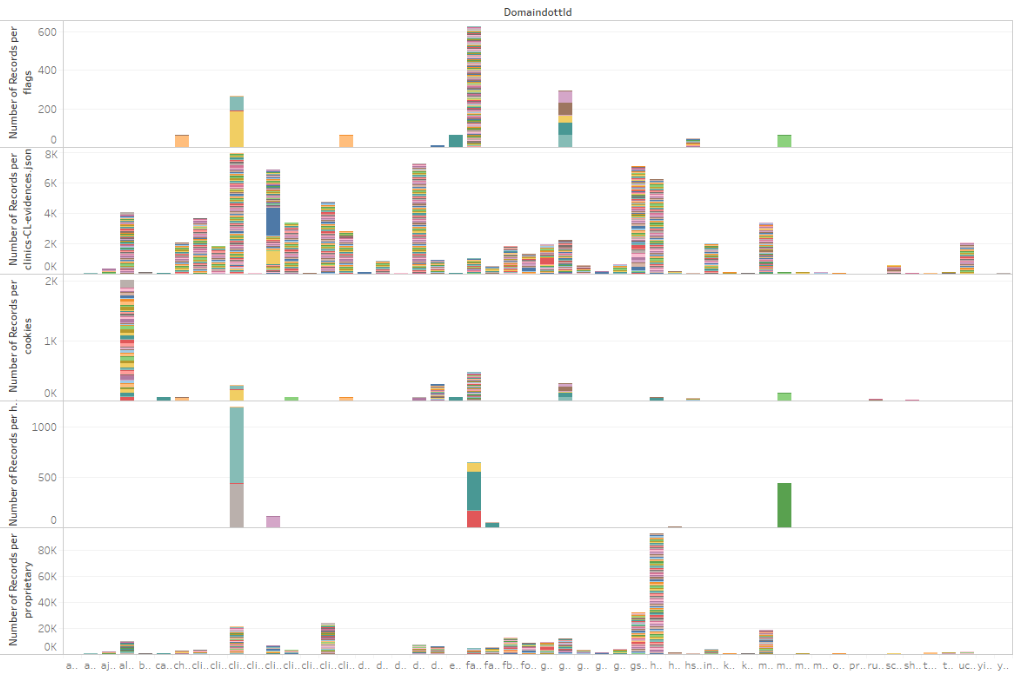 DomaindottId
Number of Records per
flags
600
400
200
0
Number of Records per
clinics-CL-evidences.json
8K
6K
4K
2K
0K
Number of Records per
cookies
2K
1K
0K
Number of Records per h.
1000
500
0
Number of Records per
proprietary
80K
60K
40K
20K
0K
a.. a.. aj.. al.. b.. ca.. ch.. cli.. cli.. cli.. cli.. cli.. cli.. cli.. cli.. cli.. d.. d.. d.. d.. d.. e.. fa.. fa.. fb.. fo.. g.. g.. g.. g.. g.. gs.. h.. h.. hs.. in.. k.. k.. m.. m.. m.. m.. o.. pr.. ru.. sc.. sh.. t... t.. uc.. yi.. y..